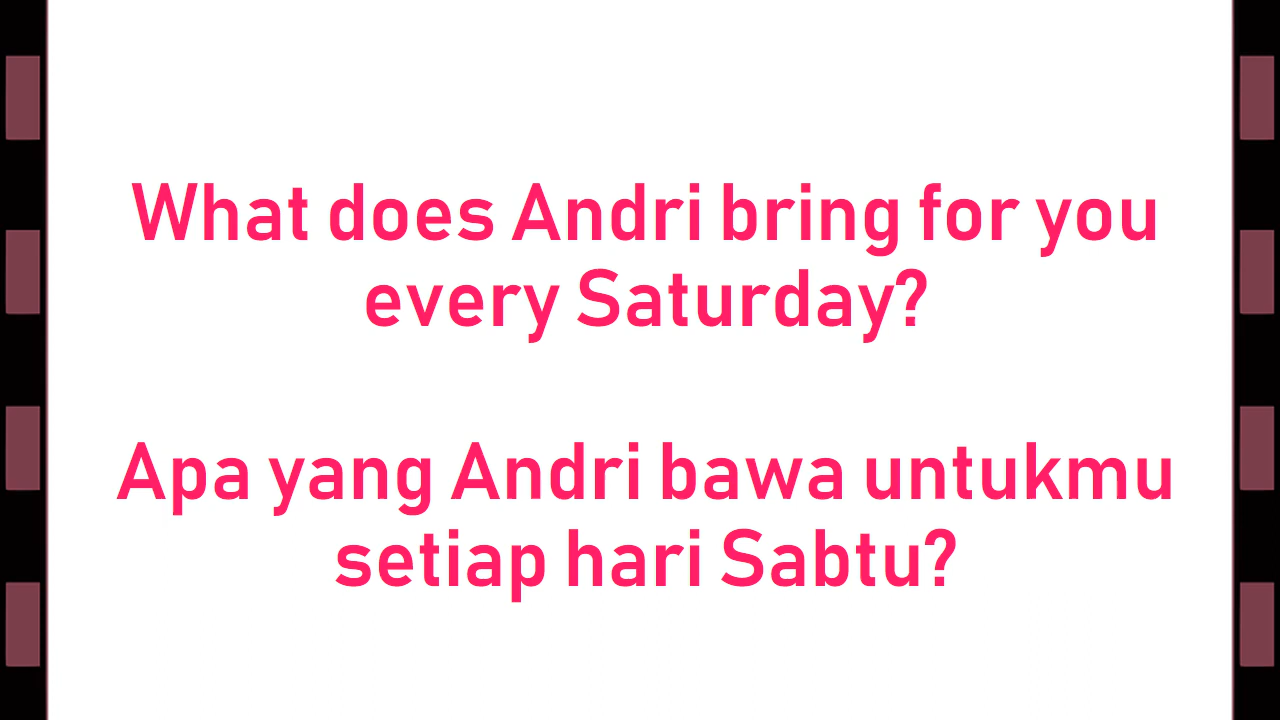 What does Andri bring for you
every Saturday?
Apa yang Andri bawa untukmu
setiap hari Sabtu?